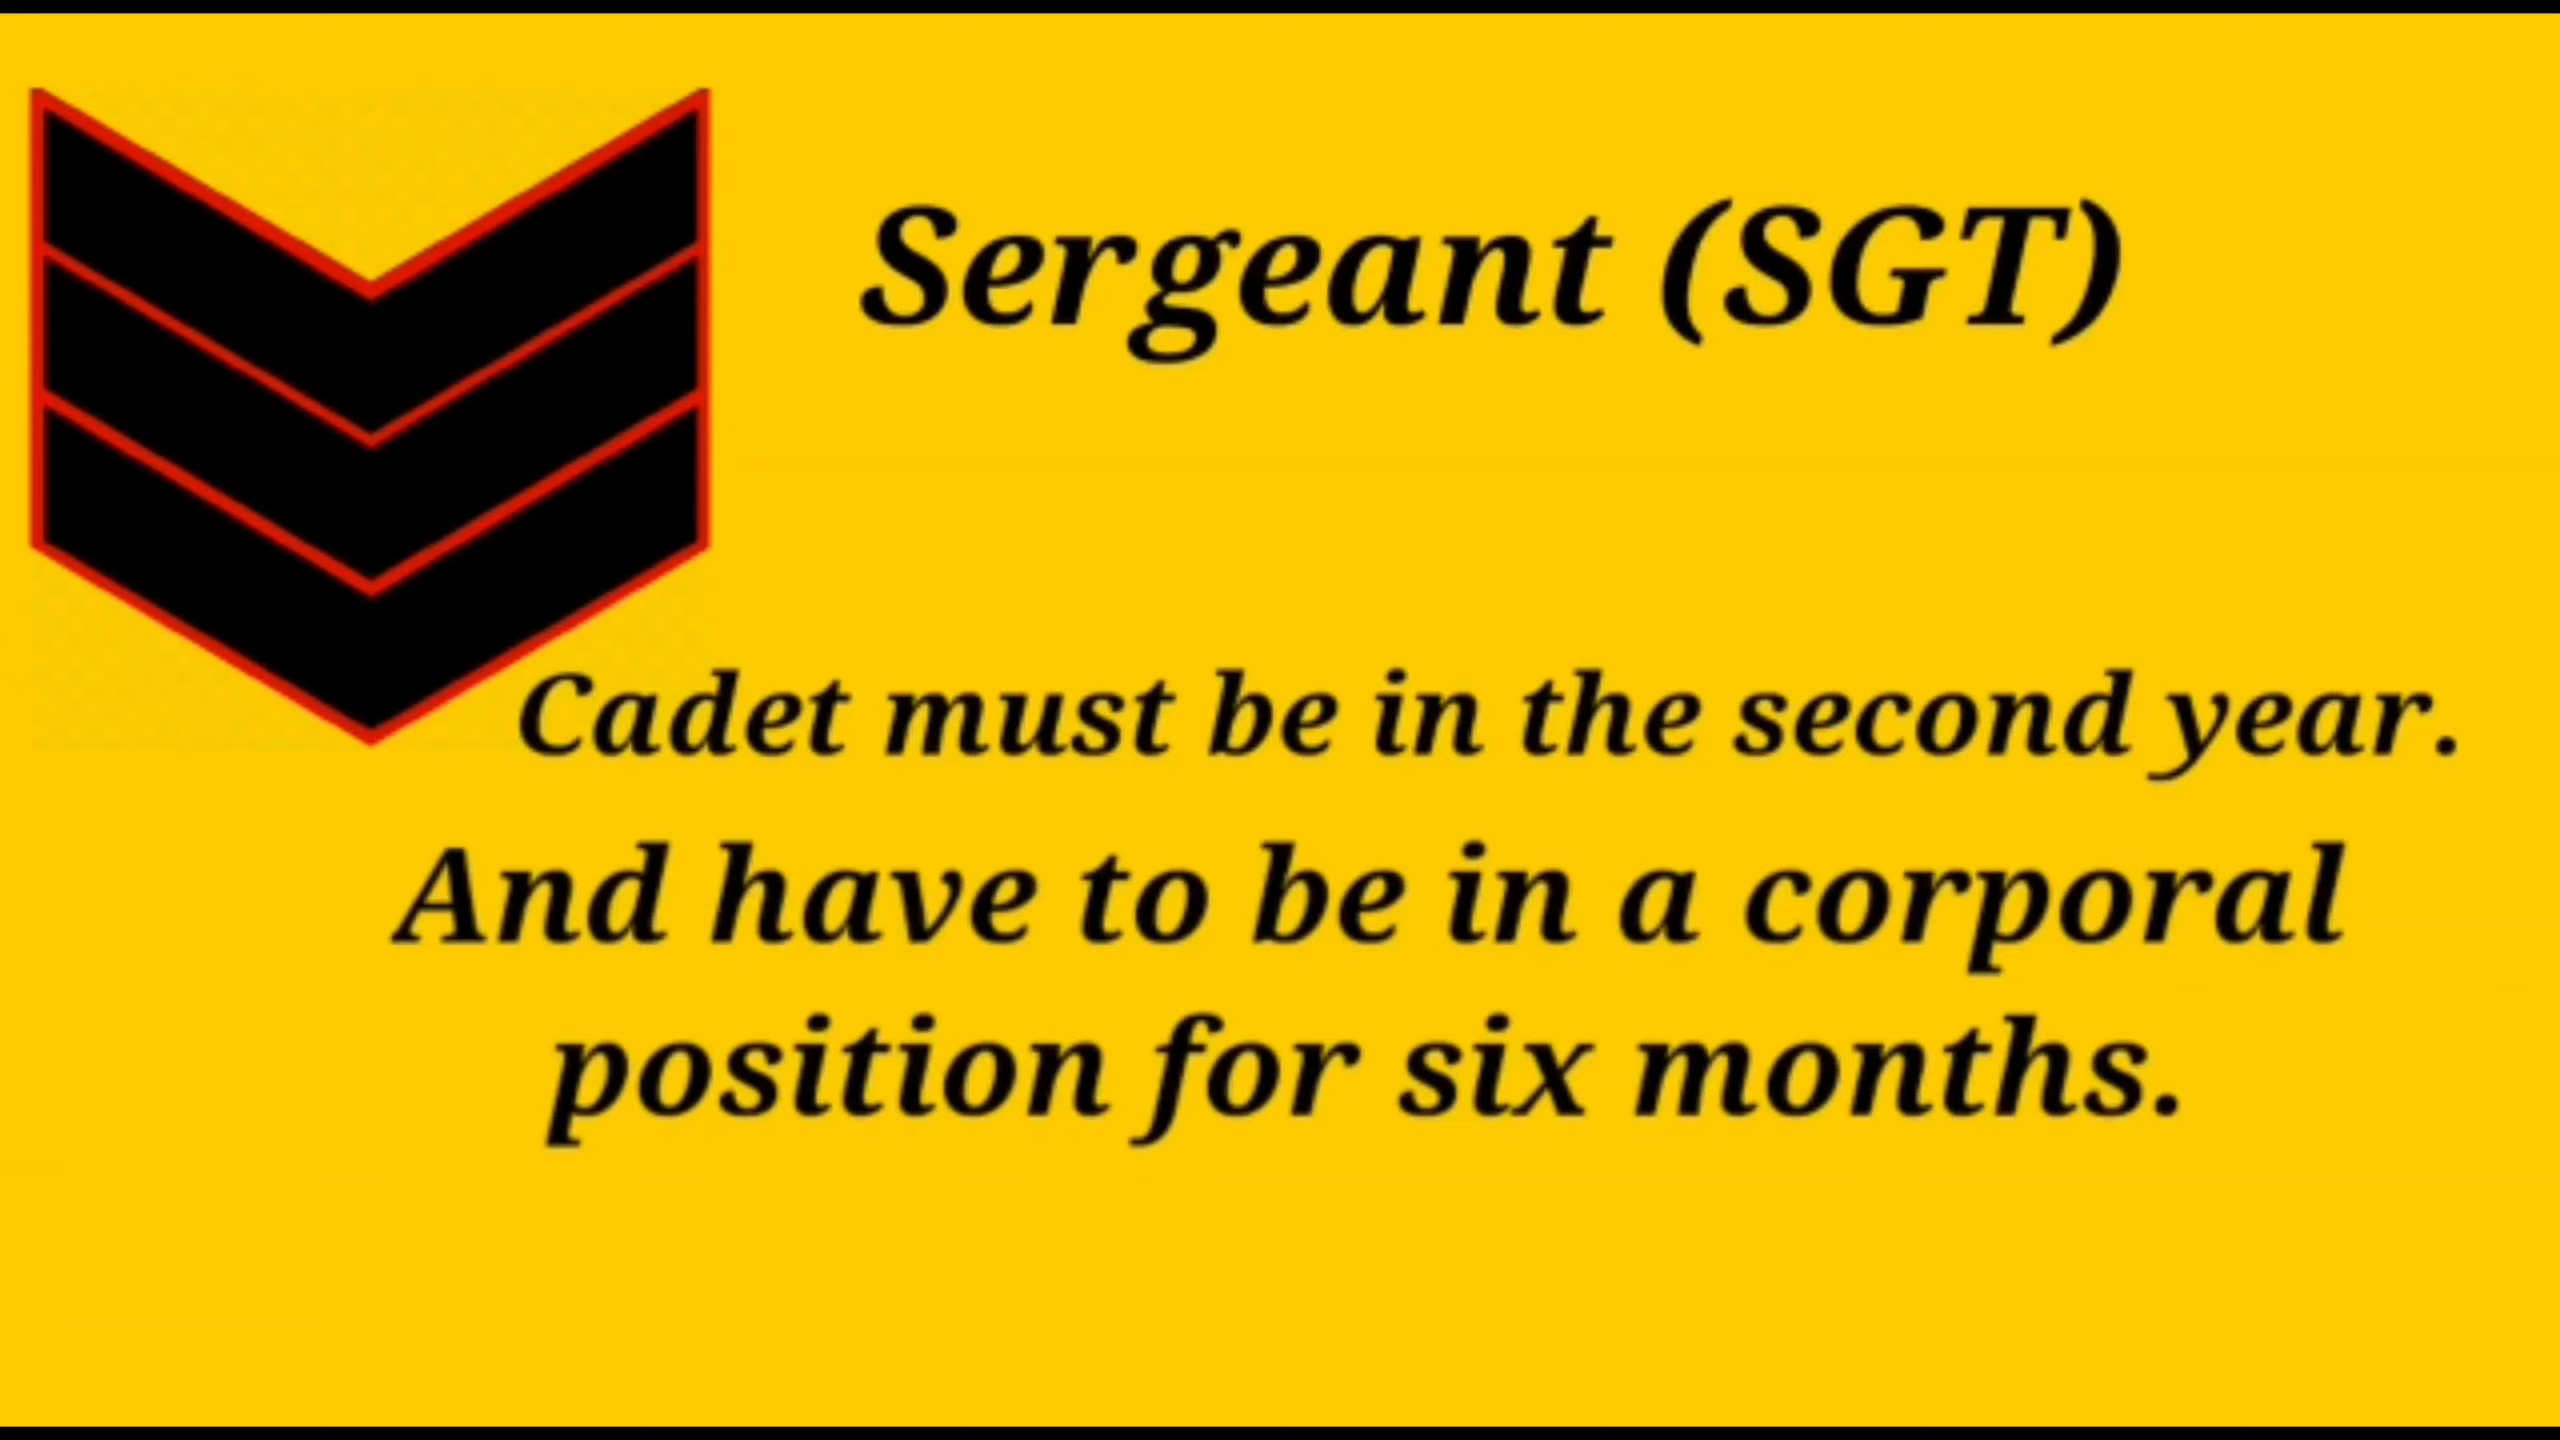 Sergeant (SGT)
Cadet must be in the second year.
And have to be in a corporal
position for six months.